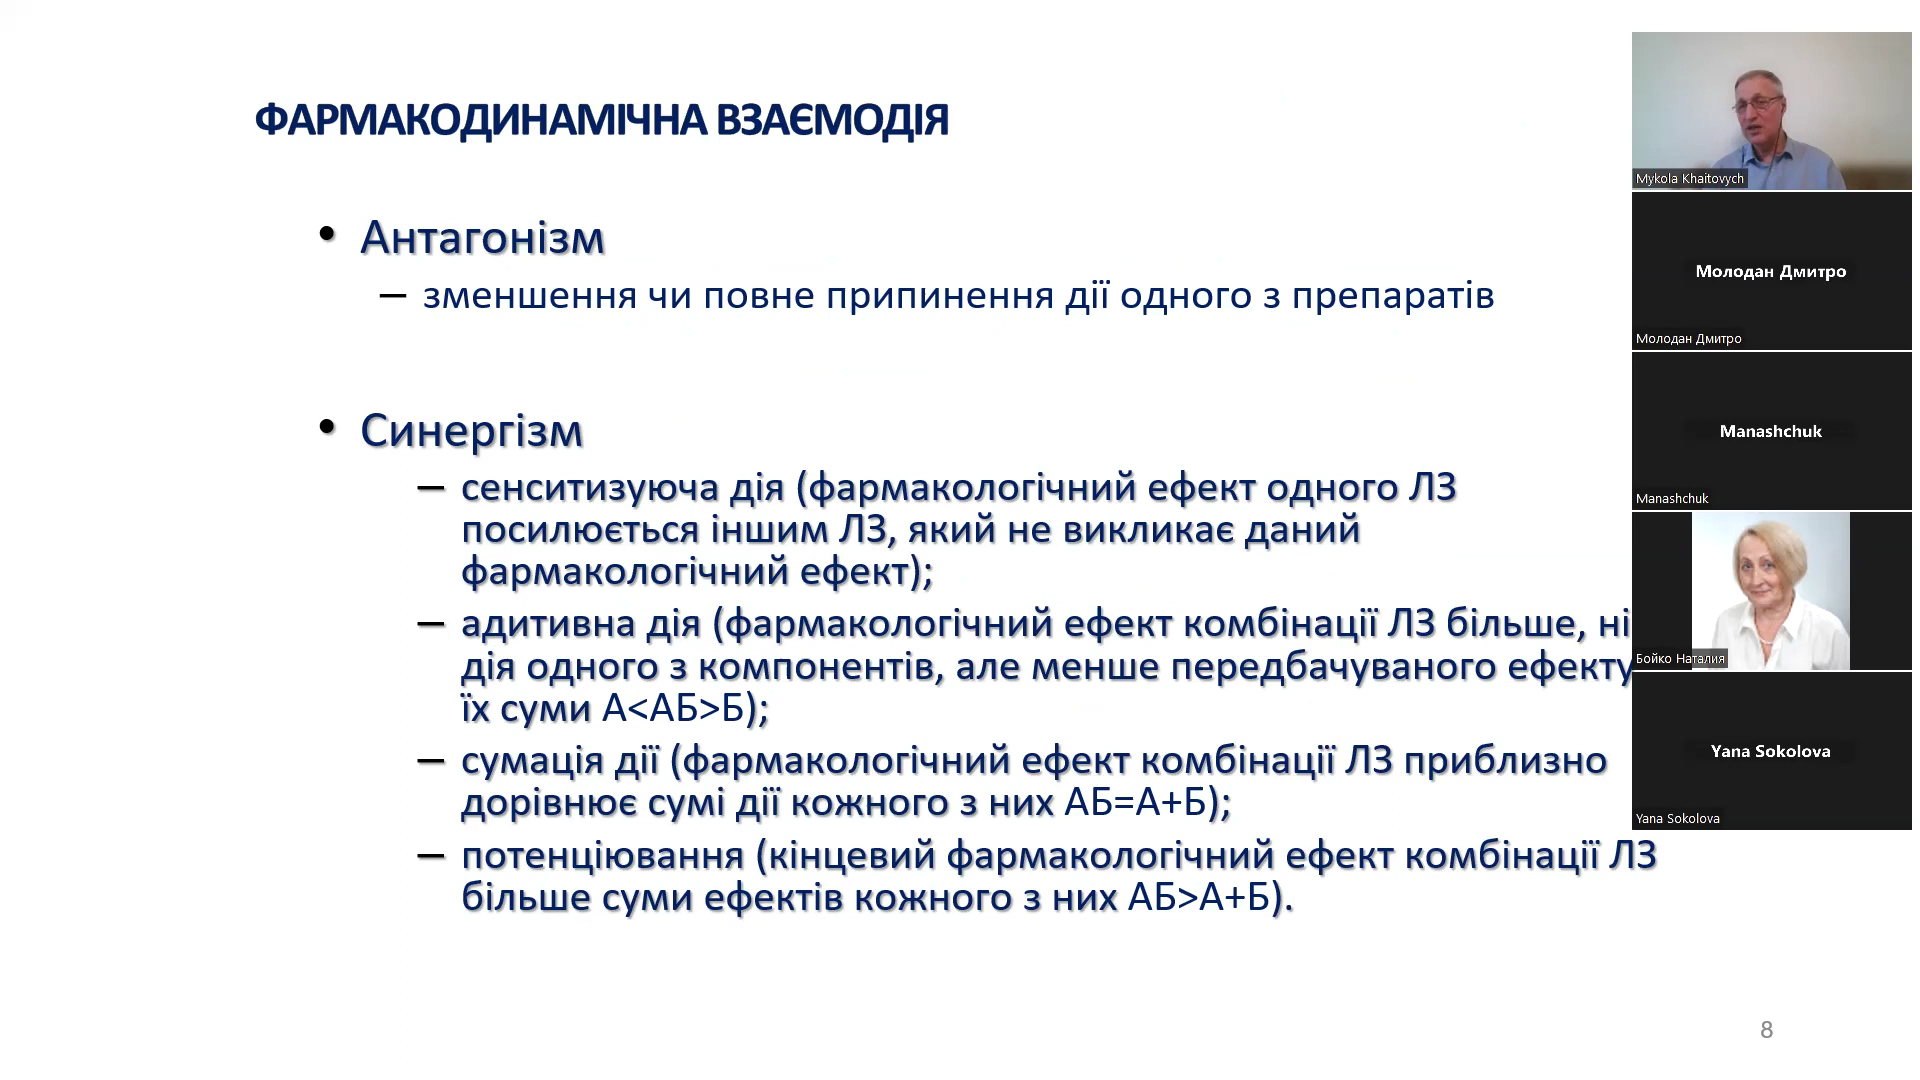 ФАРМАКОДИНАМІЧНА ВЗАЄМОДІЯ
• Антагонізм
– зменшення чи повне припинення дії одного з препаратів
• Синергізм
– сенситизуюча дія (фармакологічний ефект одного ЛЗ
посилюється іншим ЛЗ, який не викликає даний
фармакологічний ефект);
– адитивна дія (фармакологічний ефект комбінації ЛЗ більше, ні
дія одного з компонентів, але менше передбачуваного ефекту
їх суми А<АБ>Б);
– сумація дії (фармакологічний ефект комбінації ЛЗ приблизно
дорівнює сумі дії кожного з них АБ=А+Б);
– потенціювання (кінцевий фармакологічний ефект комбінації ЛЗ
більше суми ефектів кожного з них АБ>А+Б).
8
Mykola Khaitovych
Молодан Дмитро
Молодан Дмитро
Manashchuk
Manashchuk
Бойко Наталия
Yana Sokolova
Yana Sokolova